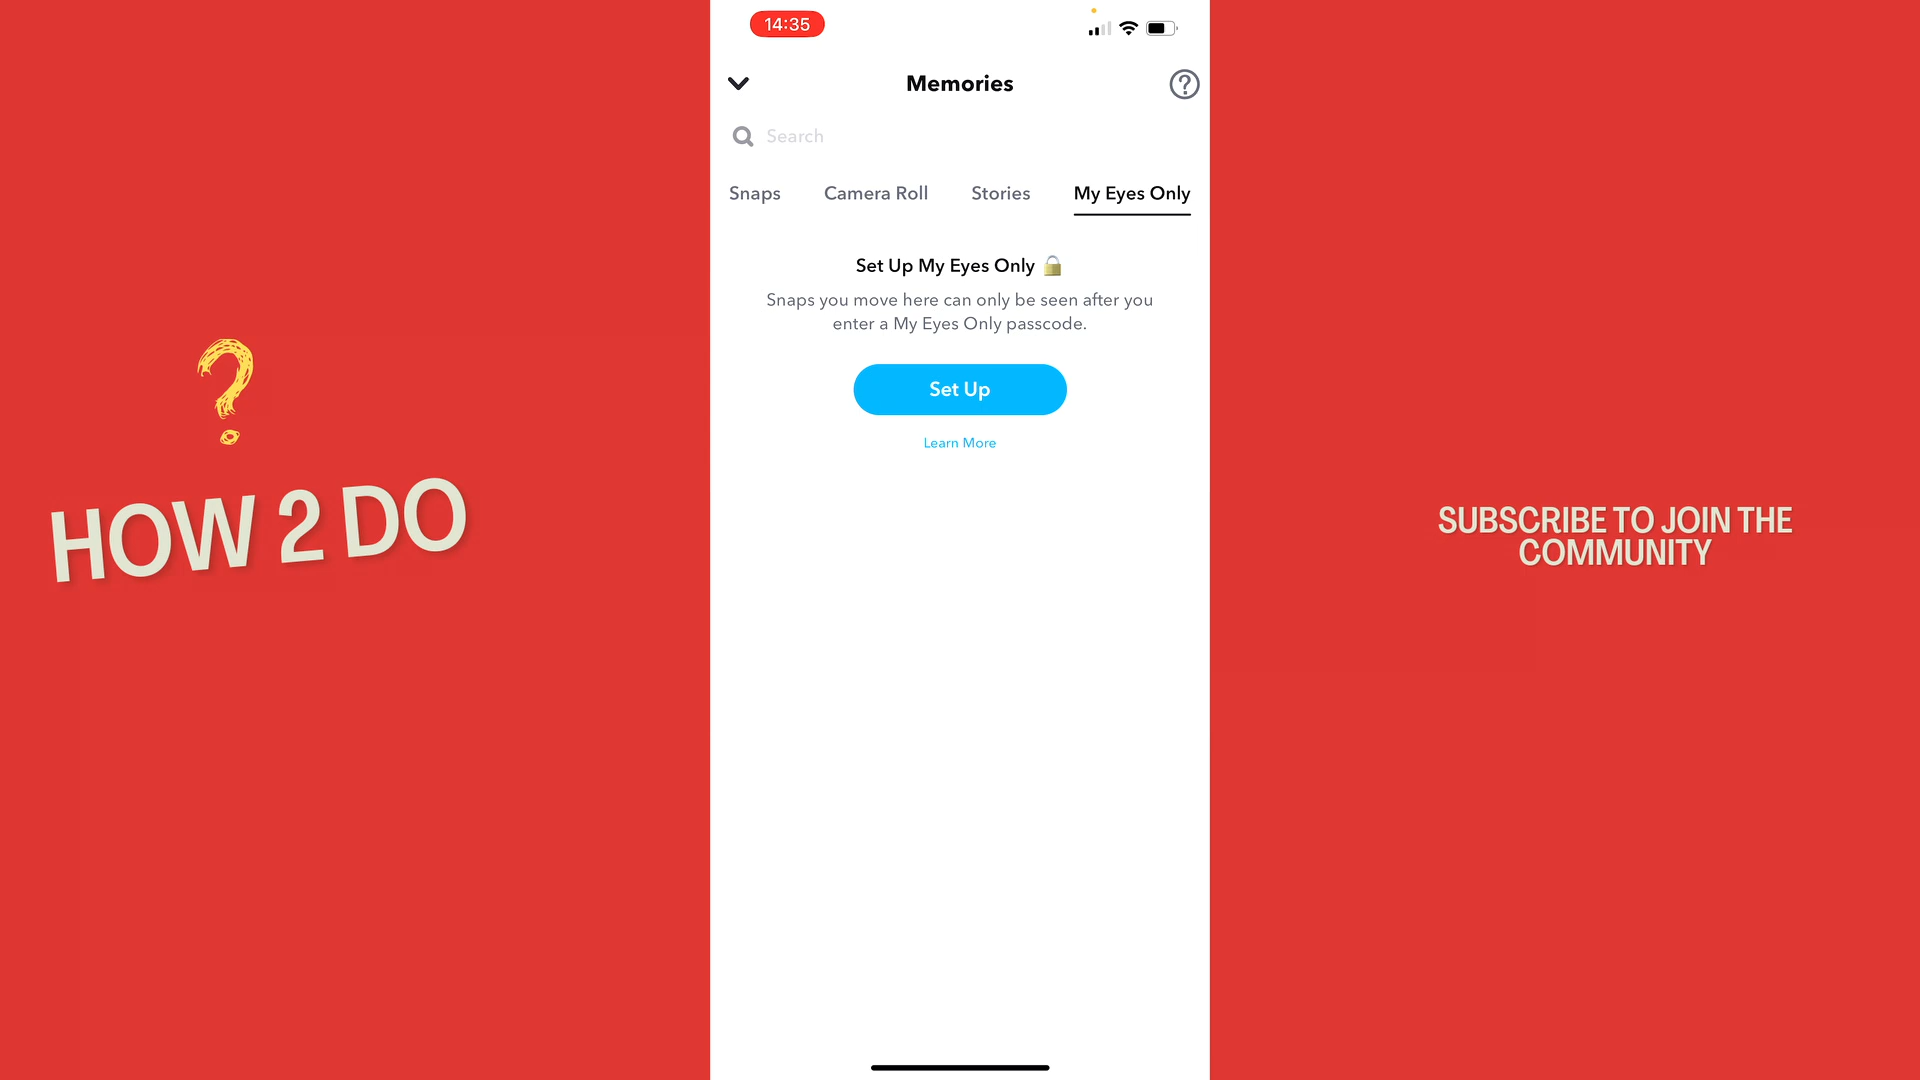 14:35
Memories
Search
Snaps
Camera Roll
Stories
My Eyes Only
Set Up My Eyes Only 🔒
Snaps you move here can only be seen after you
enter a My Eyes Only passcode.
Set Up
Learn More
?
HOW 2 DO
SUBSCRIBE TO JOIN THE
COMMUNITY